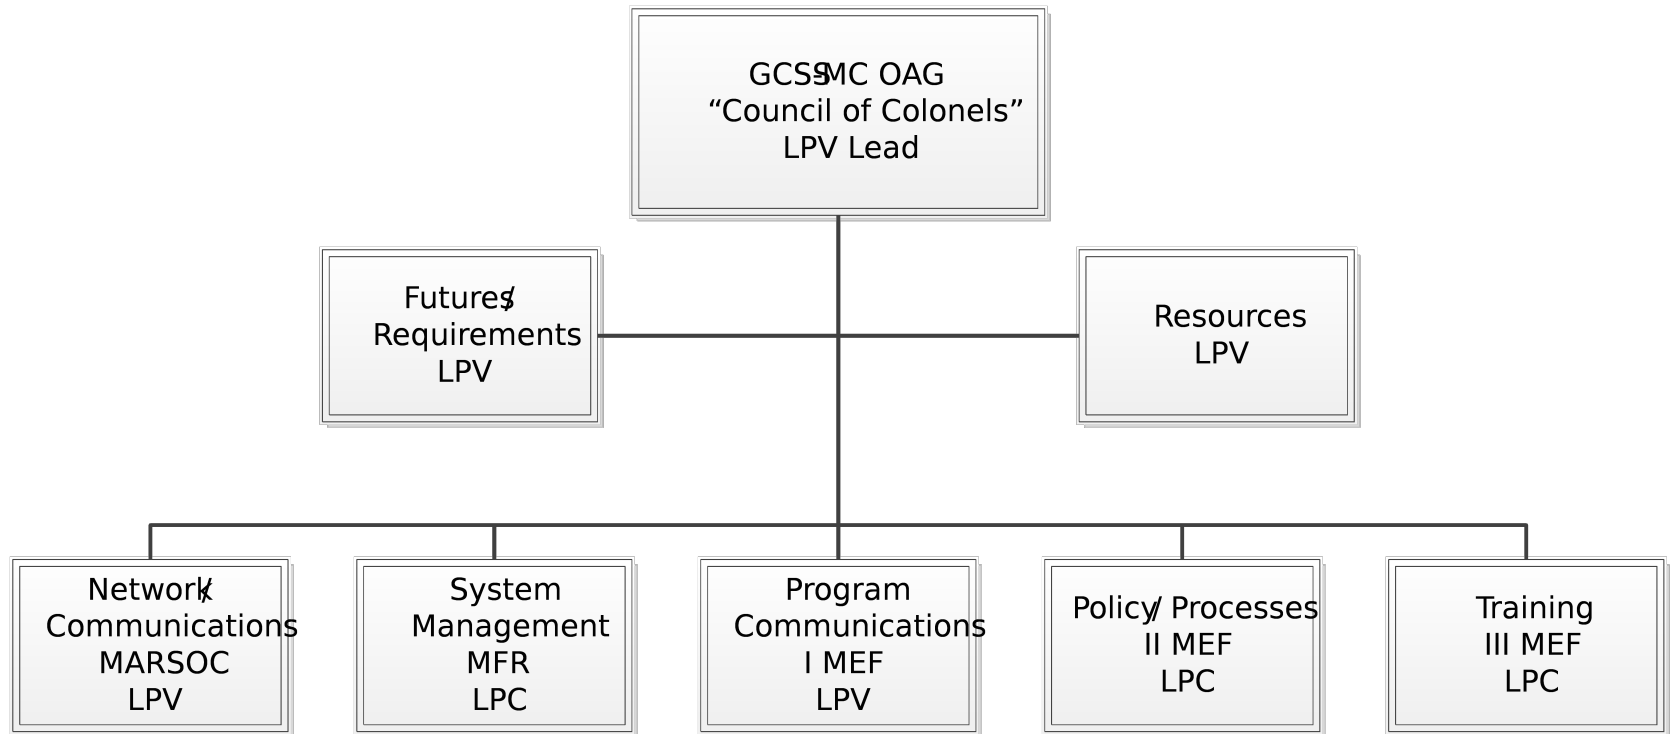 GCSS-MC OAG
“Council of Colonels”
LPV Lead
Futures/
Requirements
LPV
Resources
LPV
Network/
Communications
MARSOC
LPV
System
Management
MFR
LPC
Program
Communications
I MEF
LPV
Policy/ Processes
II MEF
LPC
Training
III MEF
LPC